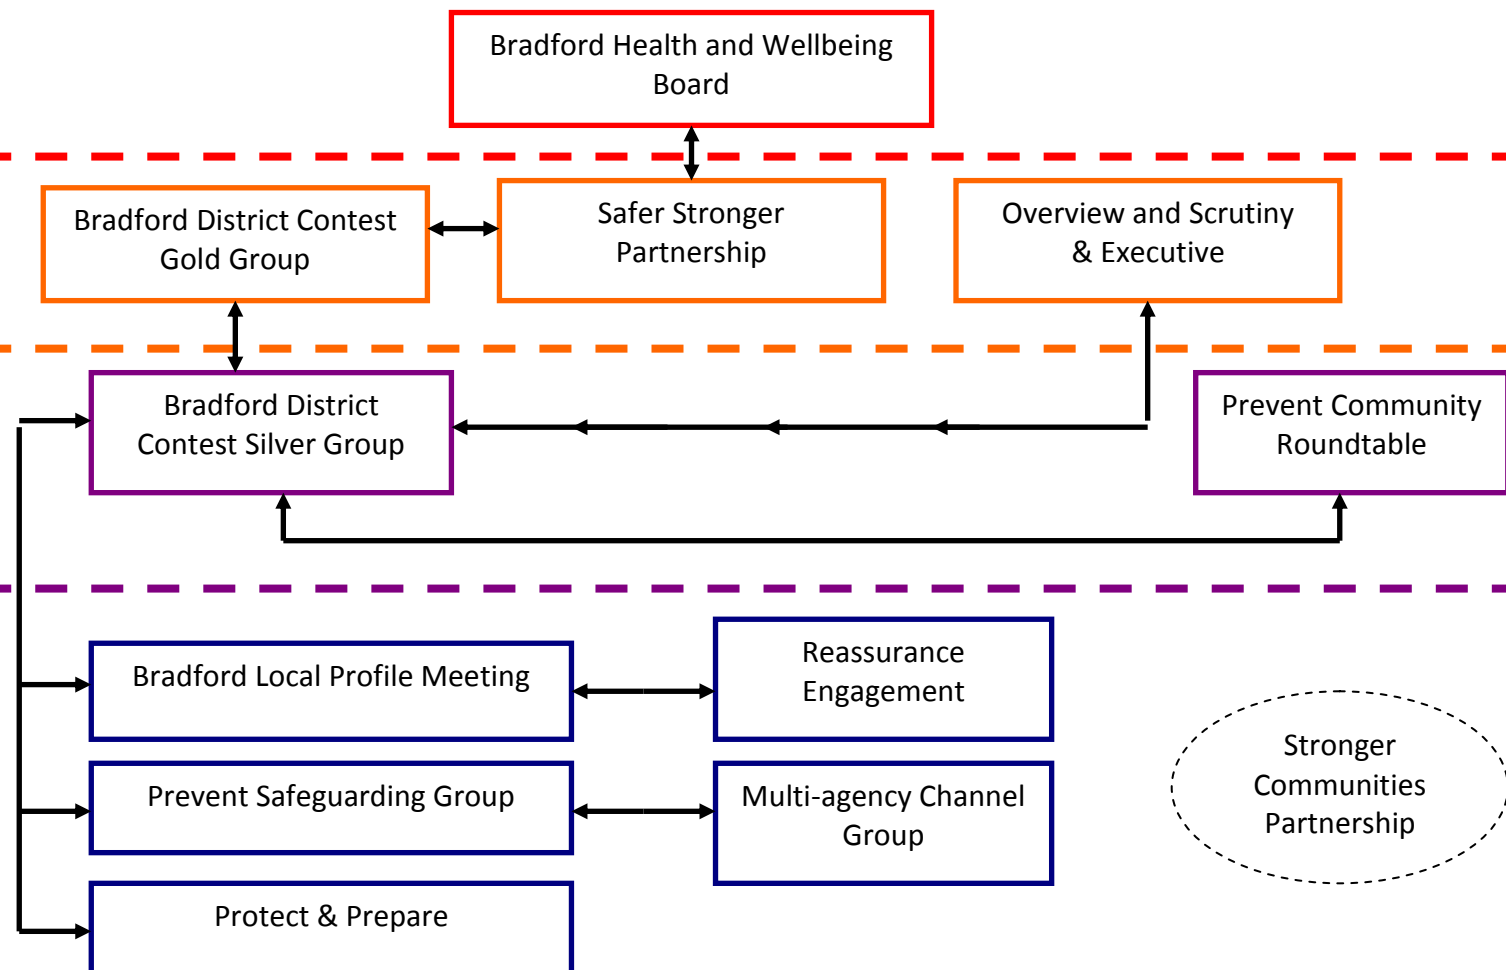 Bradford Health and Wellbeing
Board
Bradford District Contest
Gold Group
Safer Stronger
Partnership
Overview and Scrutiny
& Executive
Bradford District
Contest Silver Group
Prevent Community
Roundtable
Bradford Local Profile Meeting
Reassurance
Engagement
Prevent Safeguarding Group
Multi-agency Channel
Group
Stronger
Communities
Partnership
Protect & Prepare